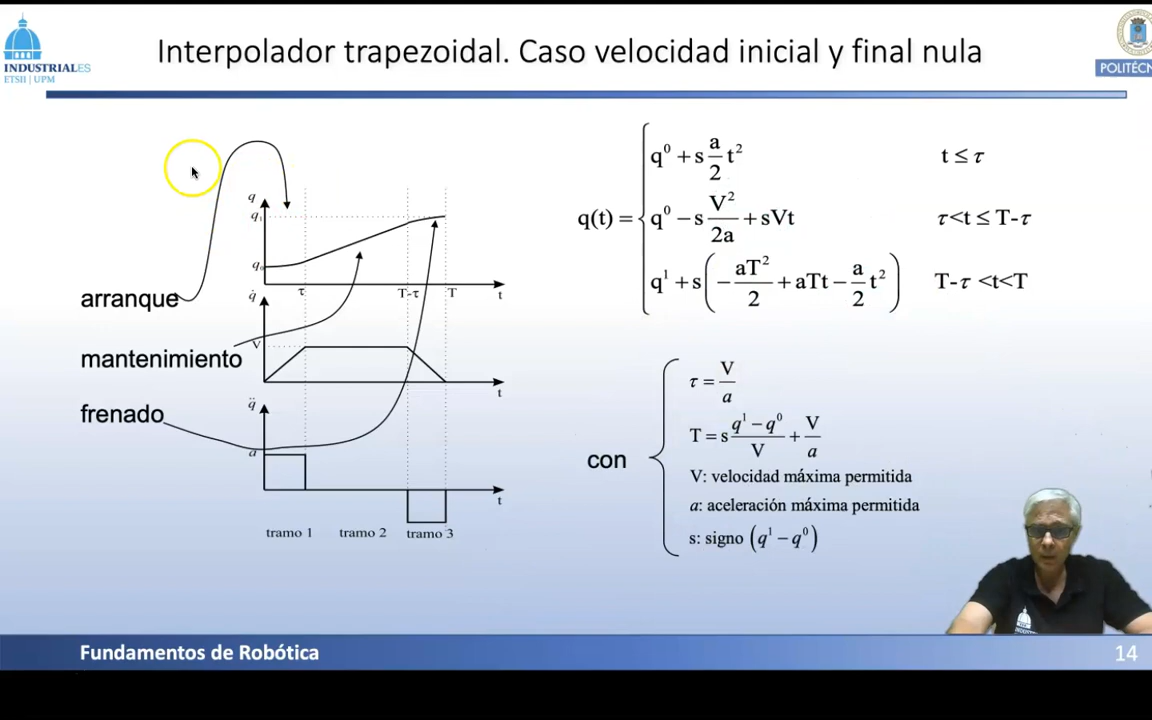 Interpolador trapezoidal. Caso velocidad inicial y final nula
INDUSTRIALES
ETSII | UPM
POLITÉCN
arranque
mantenimiento
frenado
q
q₁
q₀
τ
T-τ
T
t
q̇
V
t
q̈
a
t
tramo 1 tramo 2 tramo 3
q(t) = { q⁰ + s a/2 t² t ≤ τ
q⁰ − s V²/2a + sVt τ<t ≤ T-τ
q¹ + s( − aT²/2 + aTt − a/2 t² ) T-τ <t<T
con
τ = V/a
T = s (q¹ − q⁰)/V + V/a
V: velocidad máxima permitida
a: aceleración máxima permitida
s: signo (q¹ − q⁰)
INDUSTRIALES
Fundamentos de Robótica
14